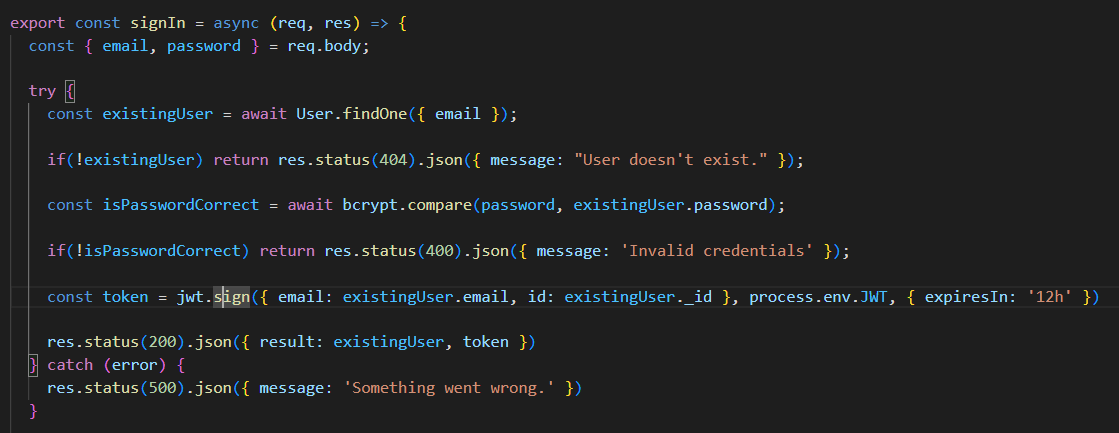 export const signIn = async (req, res) => {
const { email, password } = req.body;
try {
const existingUser = await User.findOne({ email });
if(!existingUser) return res.status(404).json({ message: "User doesn't exist." });
const isPasswordCorrect = await bcrypt.compare(password, existingUser.password);
if(!isPasswordCorrect) return res.status(400).json({ message: 'Invalid credentials' });
const token = jwt.sign({ email: existingUser.email, id: existingUser._id }, process.env.JWT, { expiresIn: '12h' })
res.status(200).json({ result: existingUser, token })
} catch (error) {
res.status(500).json({ message: 'Something went wrong.' })
}